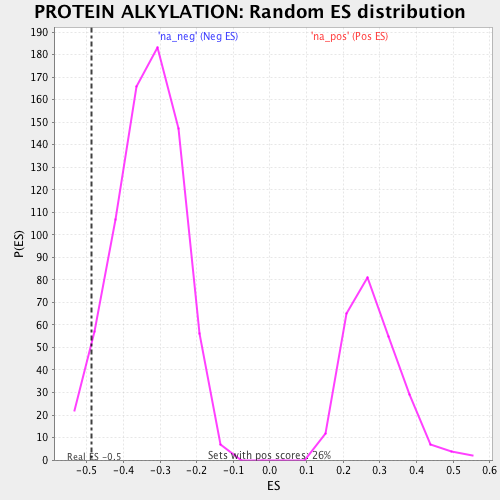 PROTEIN ALKYLATION: Random ES distribution
'na_neg' (Neg ES) 'na_pos' (Pos ES)
190
180
170
160
150
140
130
120
110
100
90
80
70
60
50
40
30
20
10
0
P(ES)
Real ES -0.5
Sets with pos scores: 26%
-0.5 -0.4 -0.3 -0.2 -0.1 0.0 0.1 0.2 0.3 0.4 0.5 0.6
ES